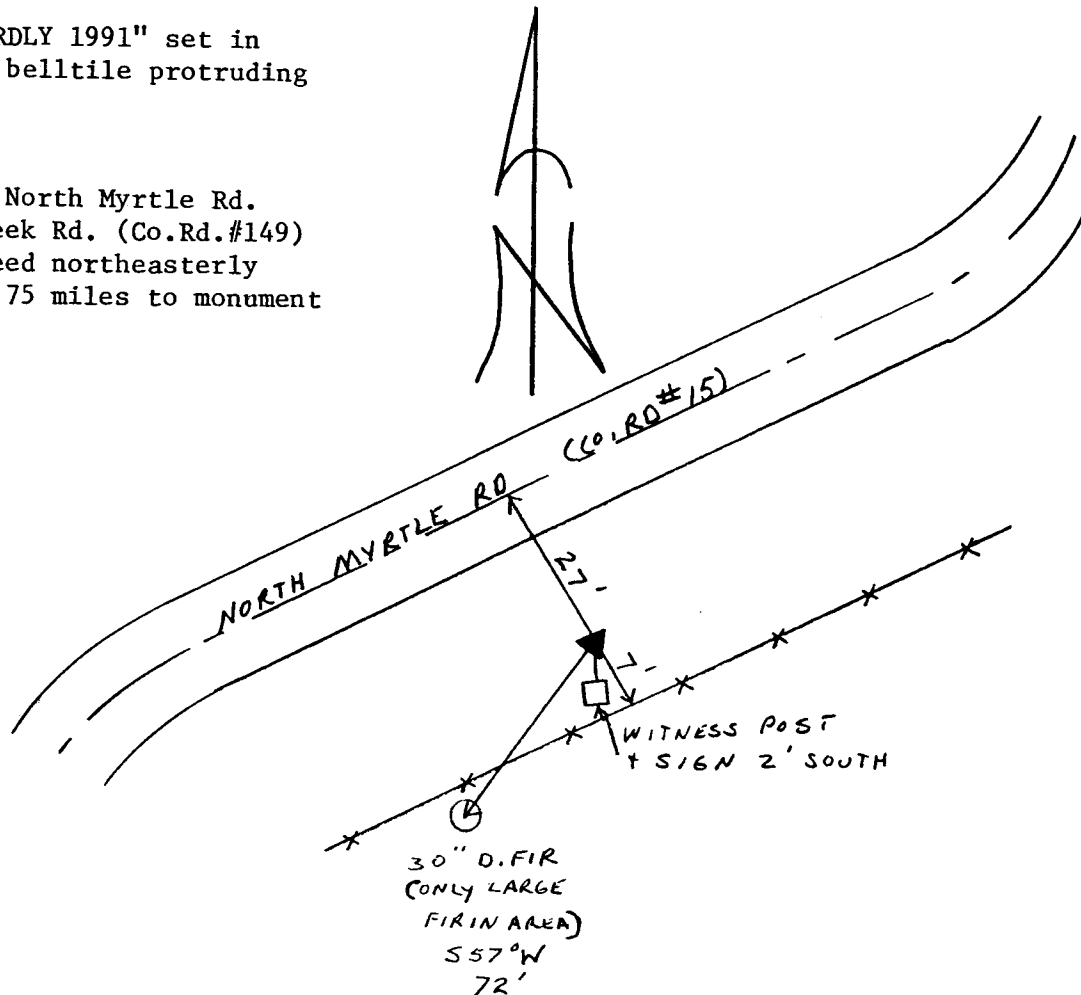 RDLY 1991" set in
belltile protruding
North Myrtle Rd.
eek Rd. (Co.Rd.#149)
eed northeasterly
75 miles to monument
N
NORTH MYRTLE RD (CO. RD # 15)
27'
7'
WITNESS POST
+ SIGN 2' SOUTH
30" D. FIR
(ONLY LARGE
FIR IN AREA)
S57°W
72'